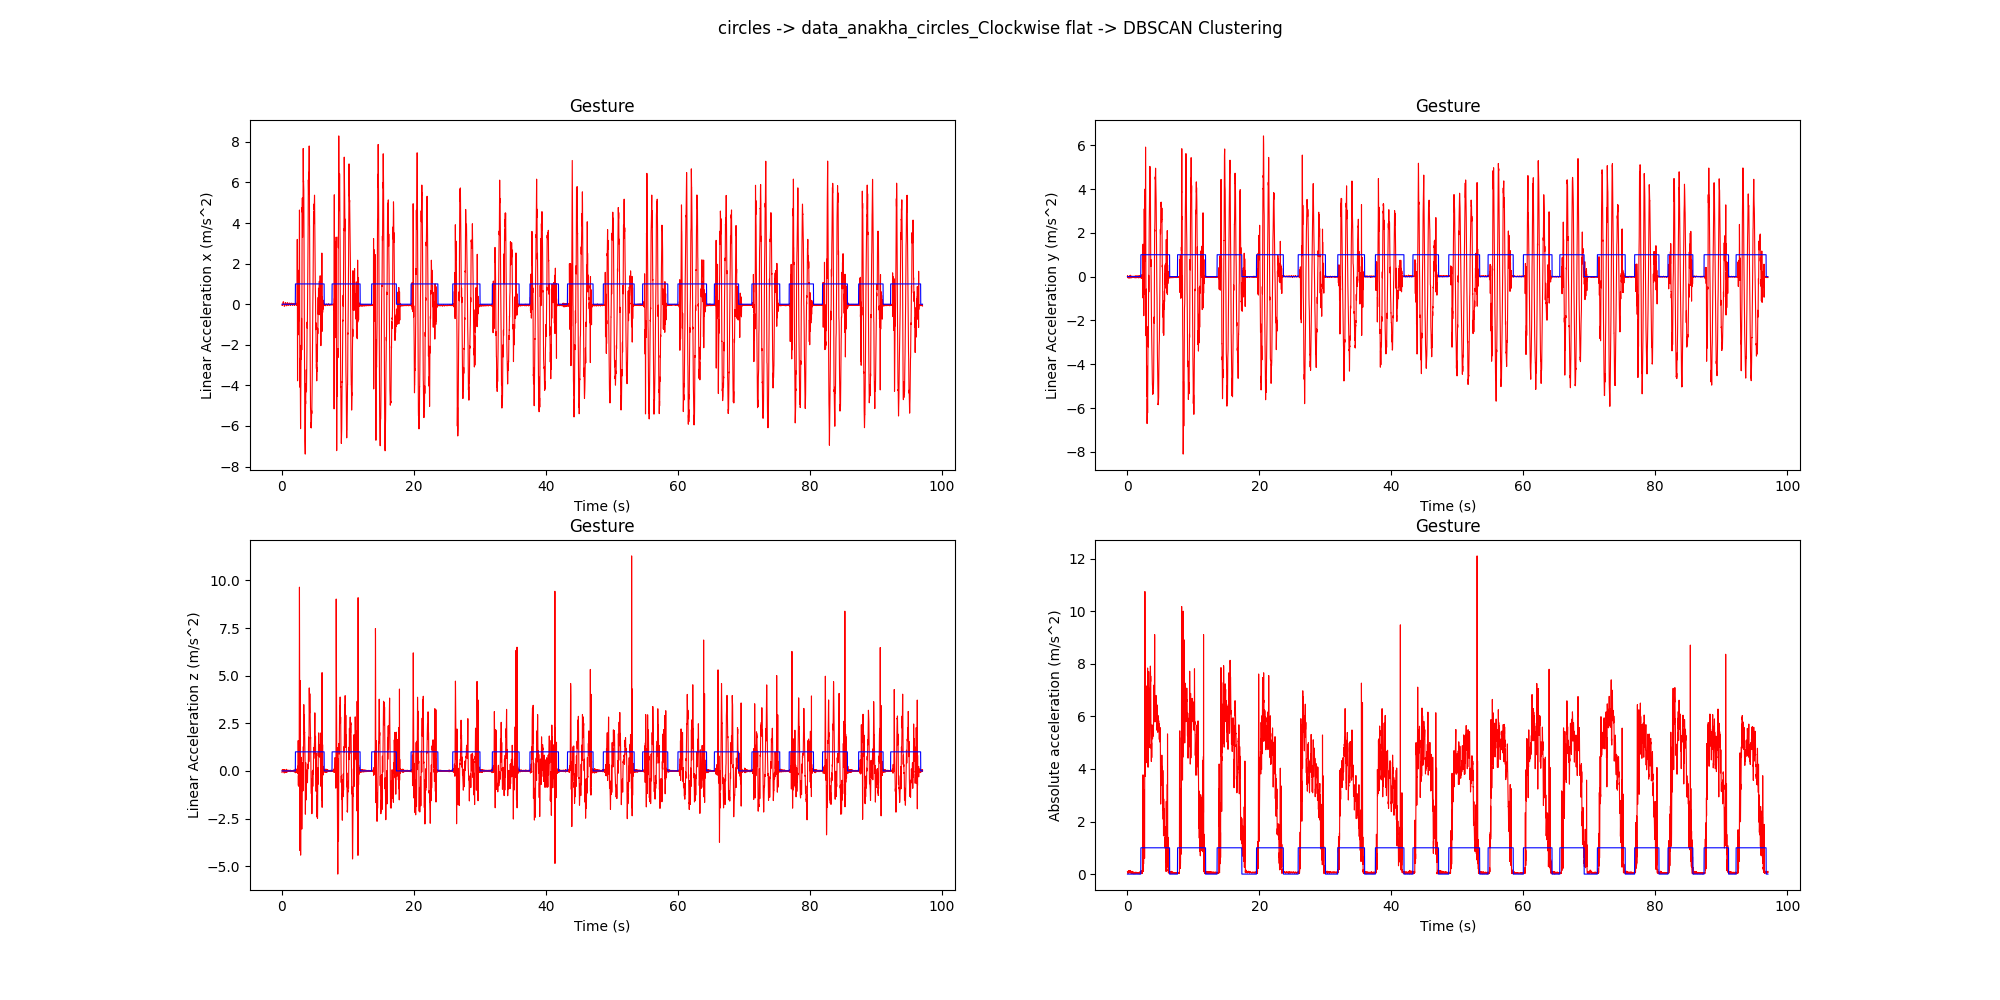 circles -> data_anakha_circles_Clockwise flat -> DBSCAN Clustering
Gesture
Linear Acceleration x (m/s^2)
8
6
4
2
0
−2
−4
−6
−8
0 20 40 60 80 100
Time (s)
Gesture
Linear Acceleration y (m/s^2)
6
4
2
0
−2
−4
−6
−8
0 20 40 60 80 100
Time (s)
Gesture
Linear Acceleration z (m/s^2)
10.0
7.5
5.0
2.5
0.0
−2.5
−5.0
0 20 40 60 80 100
Time (s)
Gesture
Absolute acceleration (m/s^2)
12
10
8
6
4
2
0
0 20 40 60 80 100
Time (s)